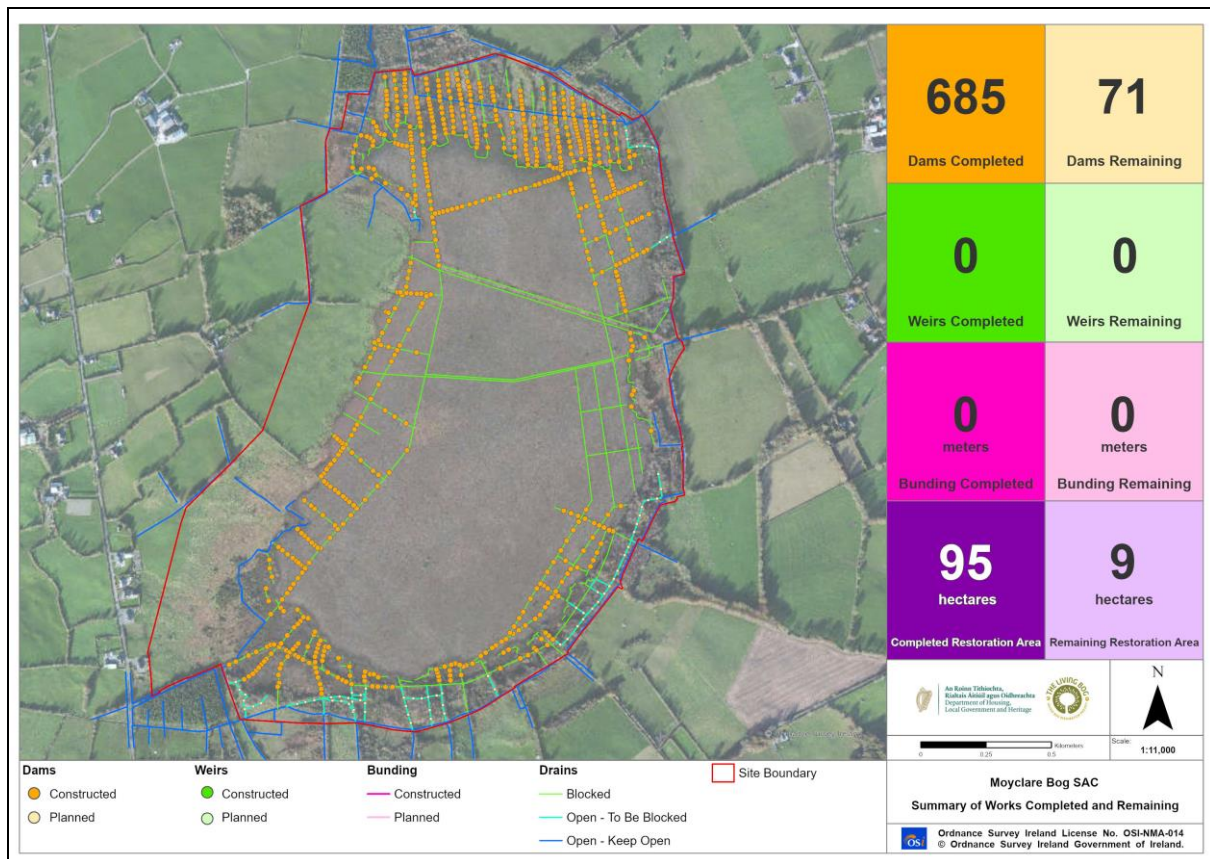 685
Dams Completed
71
Dams Remaining
0
Weirs Completed
0
Weirs Remaining
0
meters
Bunding Completed
0
meters
Bunding Remaining
95
hectares
Completed Restoration Area
9
hectares
Remaining Restoration Area
An Roinn Tithíochta,
Rialtais Áitiúil agus Oidhreachta
Department of Housing,
Local Government and Heritage
THE LIVING BOG
N
0 0.25 0.5
Kilometers
Scale:
1:11,000
Moyclare Bog SAC
Summary of Works Completed and Remaining
OSi
Ordnance Survey Ireland License No. OSI-NMA-014
© Ordnance Survey Ireland Government of Ireland.
Dams
Constructed
Planned
Weirs
Constructed
Planned
Bunding
Constructed
Planned
Drains
Blocked
Open - To Be Blocked
Open - Keep Open
Site Boundary